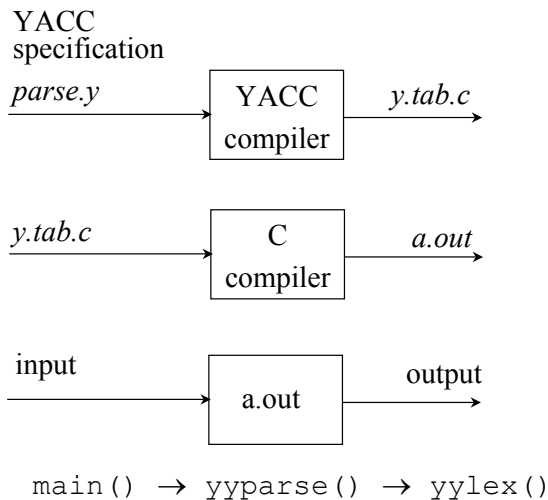 YACC
specification
parse.y
YACC
compiler
y.tab.c
y.tab.c
C
compiler
a.out
input
a.out
output
main() → yyparse() → yylex()